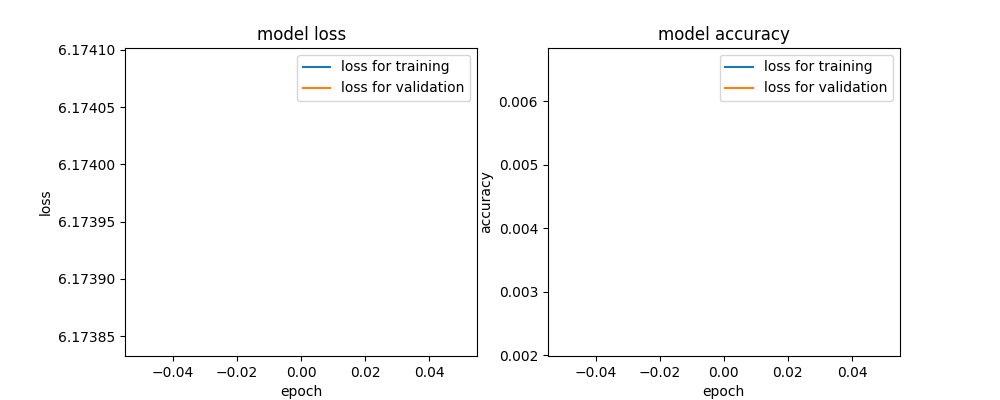 model loss
6.17410
6.17405
6.17400
6.17395
6.17390
6.17385
loss
−0.04 −0.02 0.00 0.02 0.04
epoch
loss for training
loss for validation
model accuracy
0.006
0.005
0.004
0.003
0.002
accuracy
−0.04 −0.02 0.00 0.02 0.04
epoch
loss for training
loss for validation